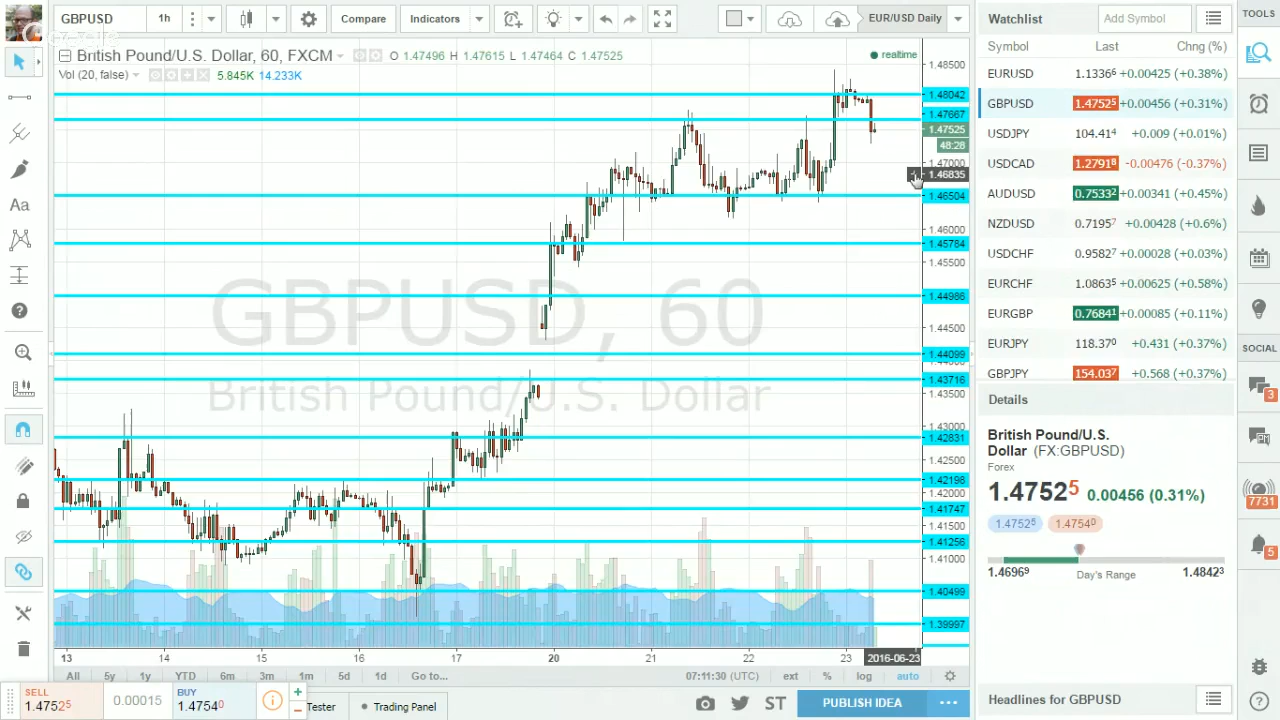 GBPUSD 1h Compare Indicators EUR/USD Daily
British Pound/U.S. Dollar, 60, FXCM O 1.47496 H 1.47615 L 1.47464 C 1.47525 realtime
Vol (20, false) 5.845K 14.233K
1.48500
1.48042
1.47667
1.47525
48:28
1.47000
1.46835
1.46504
1.46000
1.45784
1.45500
1.44986
1.44500
1.44099
1.43716
1.43500
1.43000
1.42831
1.42500
1.42198
1.42000
1.41747
1.41500
1.41256
1.41000
1.40499
1.39997
GBPUSD, 60
British Pound/U.S. Dollar
13 14 15 16 17 20 21 22 23 2016-06-23
All 5y 1y YTD 6m 3m 1m 5d 1d Go to... 07:11:30 (UTC) ext % log auto
SELL
1.47525
0.00015
BUY
1.47540
Tester
Trading Panel
ST
PUBLISH IDEA
Watchlist
Add Symbol
Symbol Last Chng (%)
EURUSD 1.13366 +0.00425 (+0.38%)
GBPUSD 1.47525 +0.00456 (+0.31%)
USDJPY 104.414 +0.009 (+0.01%)
USDCAD 1.27918 -0.00476 (-0.37%)
AUDUSD 0.75332 +0.00341 (+0.45%)
NZDUSD 0.71957 +0.00428 (+0.6%)
USDCHF 0.95827 +0.00028 (+0.03%)
EURCHF 1.08635 +0.00625 (+0.58%)
EURGBP 0.76841 +0.00085 (+0.11%)
EURJPY 118.370 +0.431 (+0.37%)
GBPJPY 154.037 +0.568 (+0.37%)
Details
British Pound/U.S.
Dollar (FX:GBPUSD)
Forex
1.47525 0.00456 (0.31%)
1.47525 1.47540
1.46969 Day's Range 1.48423
Headlines for GBPUSD
TOOLS
SOCIAL
3
7731
5
Aa
Google